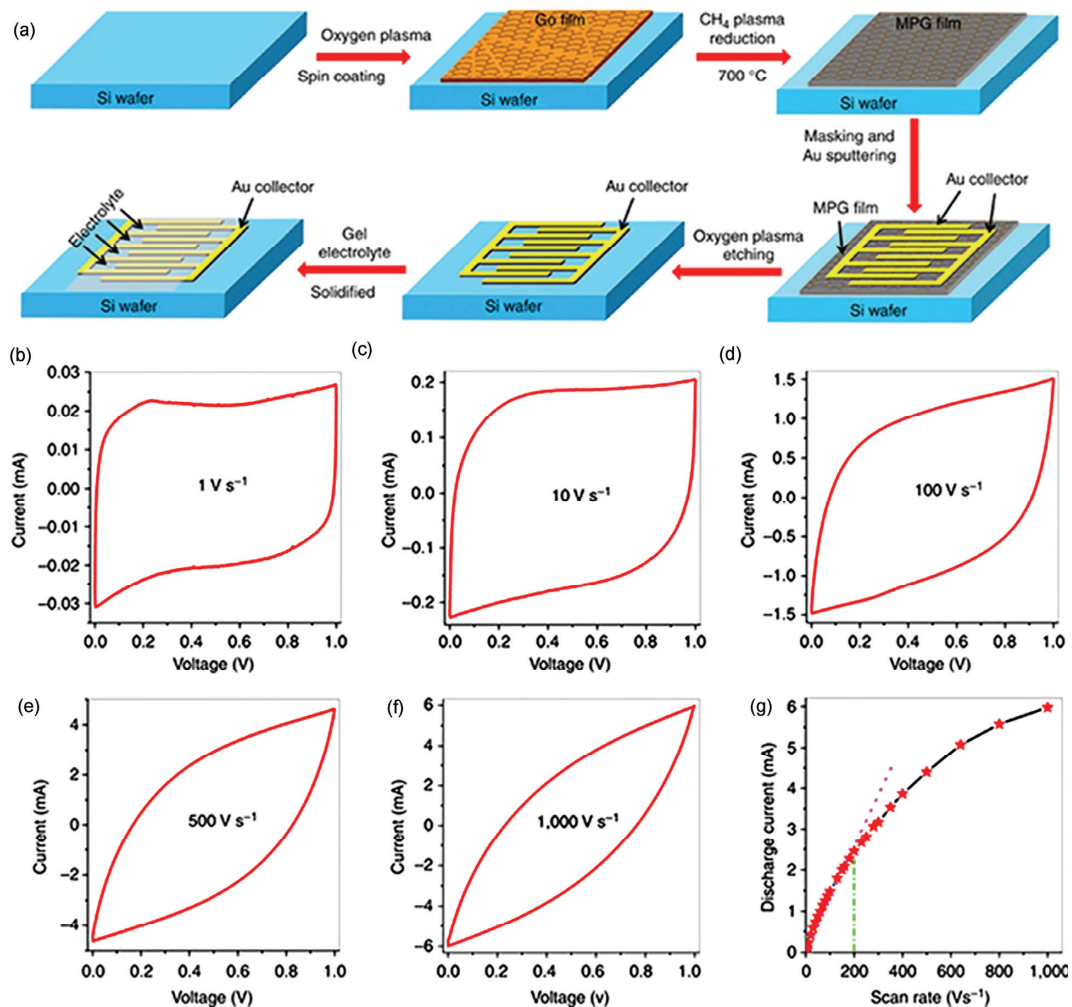 (a)
Oxygen plasma
Spin coating
Go film
CH₄ plasma
reduction
700 °C
MPG film
Si wafer
Si wafer
Si wafer
Masking and
Au sputtering
Electrolyte
Au collector
Gel
electrolyte
Solidified
Au collector
Oxygen plasma
etching
MPG film
Au collector
Si wafer
Si wafer
Si wafer
(b)
0.03
0.02
0.01
0.00
−0.01
−0.02
−0.03
Current (mA)
1 V s⁻¹
0.0 0.2 0.4 0.6 0.8 1.0
Voltage (V)
(c)
0.2
0.1
0.0
−0.1
−0.2
Current (mA)
10 V s⁻¹
0.0 0.2 0.4 0.6 0.8 1.0
Voltage (V)
(d)
1.5
1.0
0.5
0.0
−0.5
−1.0
−1.5
Current (mA)
100 V s⁻¹
0.0 0.2 0.4 0.6 0.8 1.0
Voltage (V)
(e)
4
2
0
−2
−4
Current (mA)
500 V s⁻¹
0.0 0.2 0.4 0.6 0.8 1.0
Voltage (V)
(f)
6
4
2
0
−2
−4
−6
Current (mA)
1,000 V s⁻¹
0.0 0.2 0.4 0.6 0.8 1.0
Voltage (v)
(g)
6
5
4
3
2
1
0
Discharge current (mA)
0 200 400 600 800 1,000
Scan rate (Vs⁻¹)